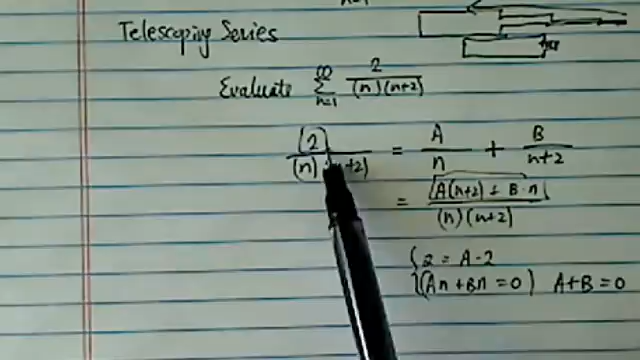 Telescoping Series
Evaluate ∑ n=1 ∞ 2/(n)(n+2)
(2)/(n)(n+2) = A/n + B/n+2
= [A(n+2) + B·n]/(n)(n+2)
{2 = A·2
{(An + Bn = 0) A+B = 0